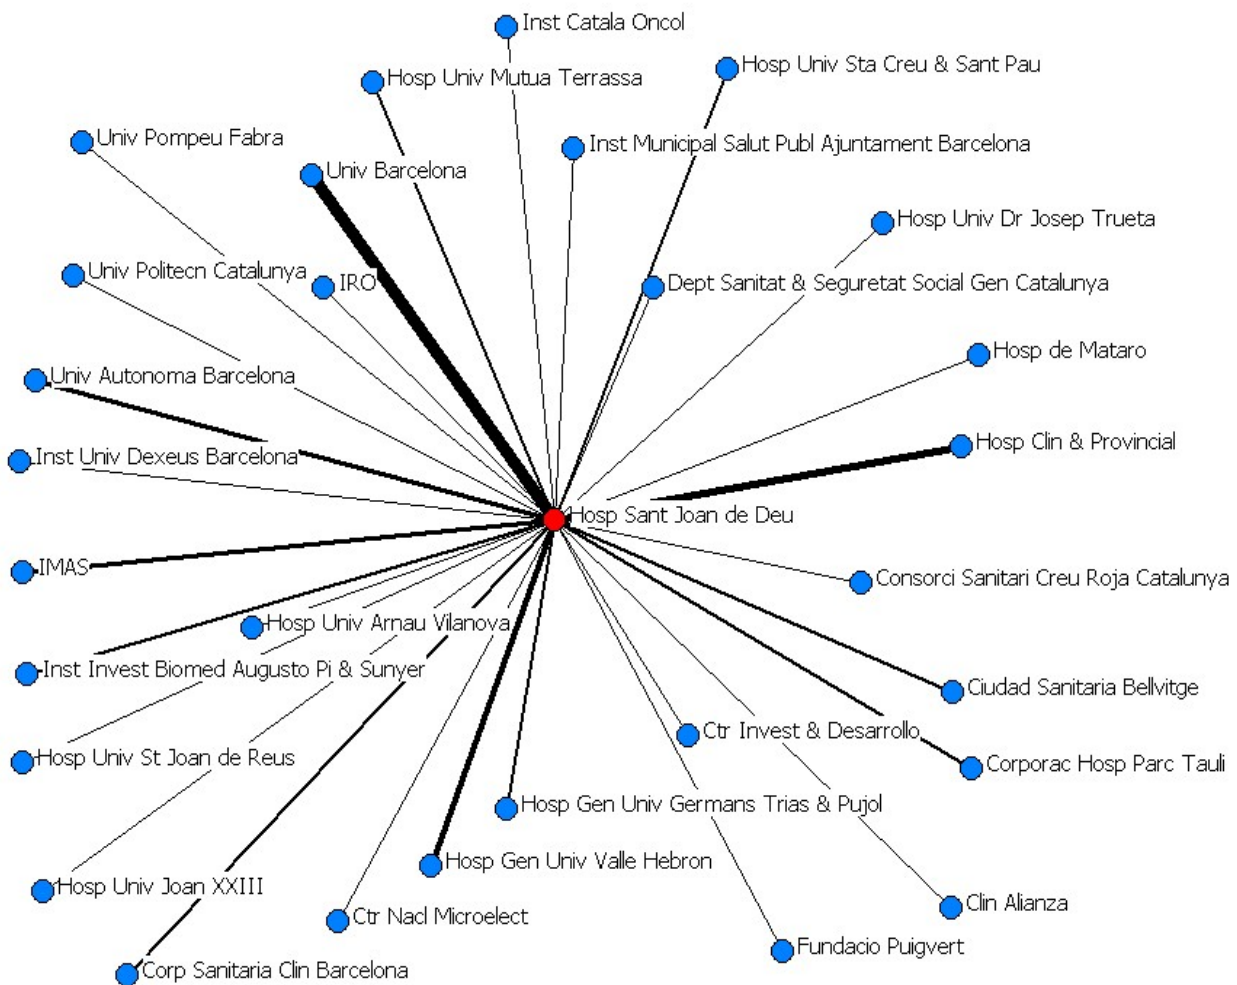 Inst Catala Oncol
Hosp Univ Sta Creu & Sant Pau
Hosp Univ Mutua Terrassa
Univ Pompeu Fabra
Inst Municipal Salut Publ Ajuntament Barcelona
Univ Barcelona
Hosp Univ Dr Josep Trueta
Univ Politecn Catalunya
IRO
Dept Sanitat & Seguretat Social Gen Catalunya
Hosp de Mataro
Univ Autonoma Barcelona
Hosp Clin & Provincial
Inst Univ Dexeus Barcelona
Hosp Sant Joan de Deu
IMAS
Consorci Sanitari Creu Roja Catalunya
Hosp Univ Arnau Vilanova
Inst Invest Biomed Augusto Pi & Sunyer
Ciudad Sanitaria Bellvitge
Ctr Invest & Desarrollo
Hosp Univ St Joan de Reus
Corporac Hosp Parc Tauli
Hosp Gen Univ Germans Trias & Pujol
Hosp Gen Univ Valle Hebron
Hosp Univ Joan XXIII
Clin Alianza
Ctr Nacl Microelect
Fundacio Puigvert
Corp Sanitaria Clin Barcelona